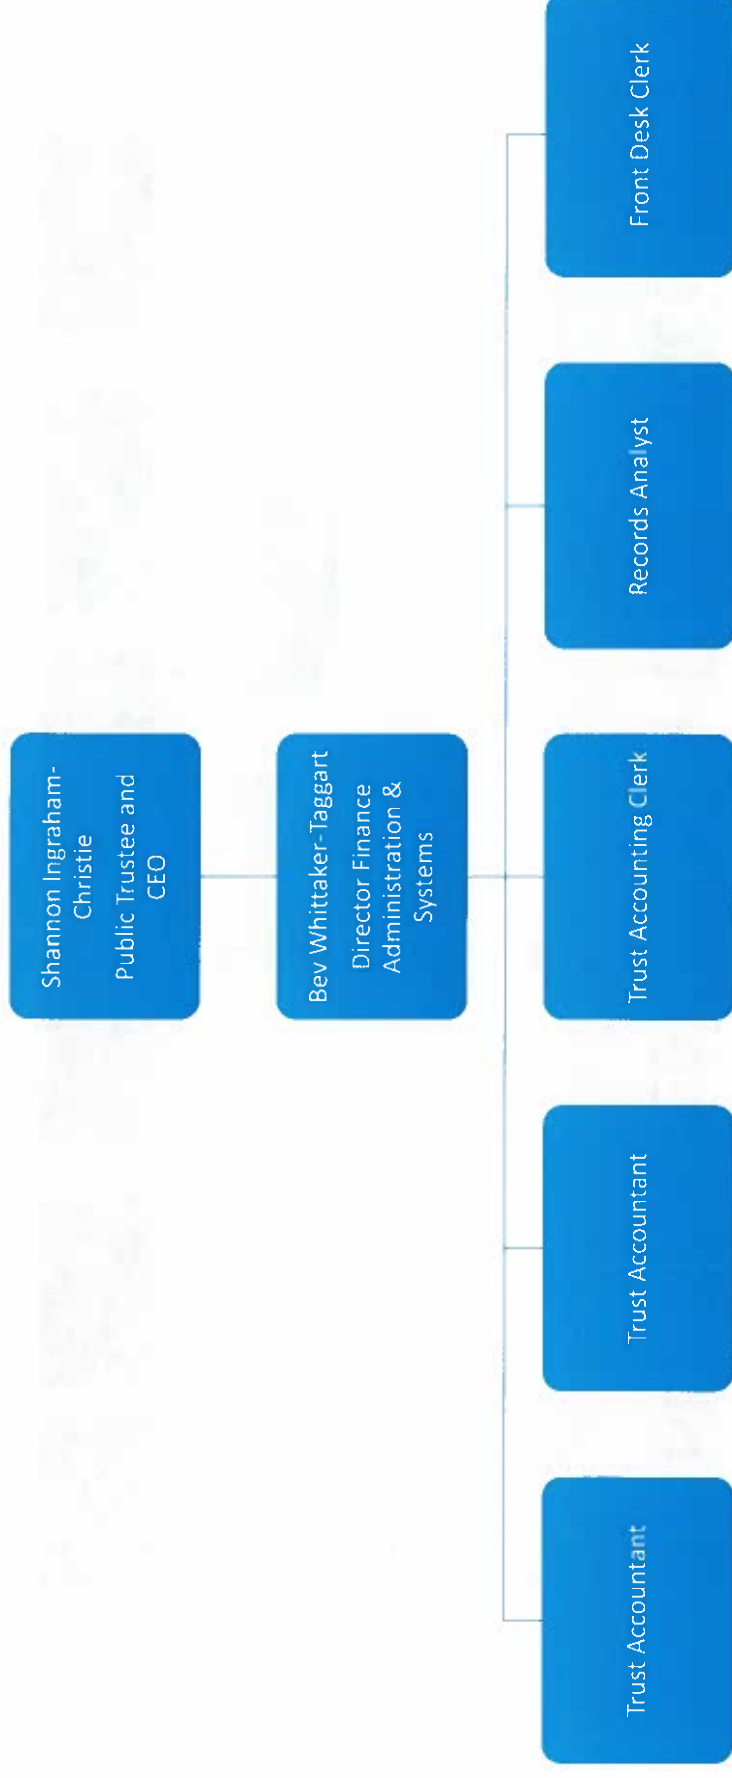 Shannon Ingraham-
Christie
Public Trustee and
CEO
Bev Whittaker-Taggart
Director Finance
Administration &
Systems
Trust Accountant
Trust Accountant
Trust Accounting Clerk
Records Analyst
Front Desk Clerk